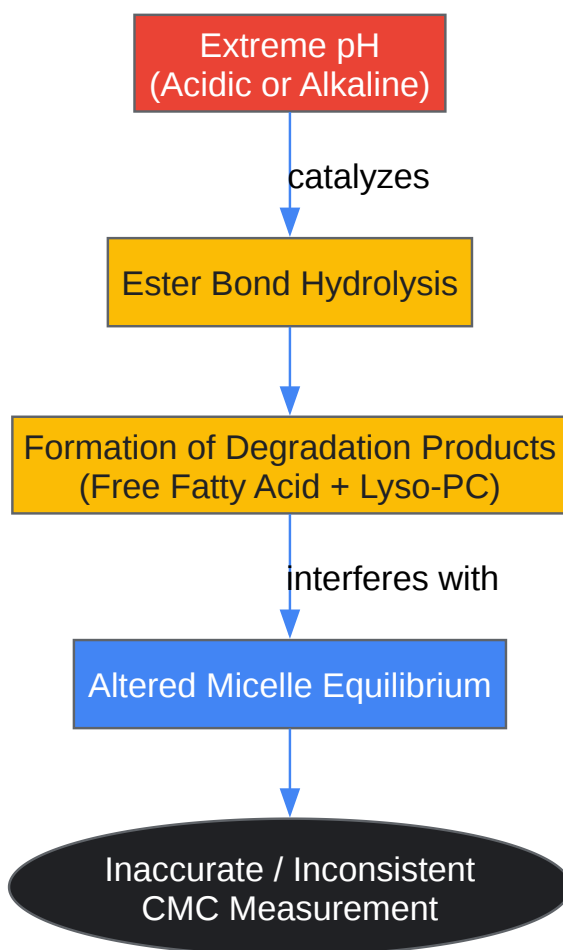 Extreme pH
(Acidic or Alkaline)
catalyzes
Ester Bond Hydrolysis
Formation of Degradation Products
(Free Fatty Acid + Lyso-PC)
interferes with
Altered Micelle Equilibrium
Inaccurate / Inconsistent
CMC Measurement